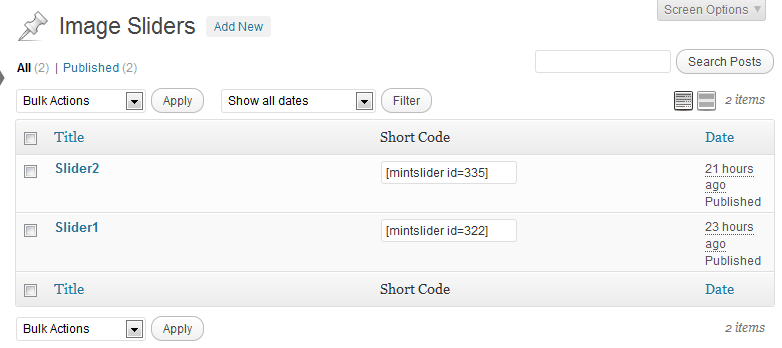 Screen Options
Image Sliders Add New
All (2) | Published (2)
Search Posts
Bulk Actions Apply Show all dates Filter 2 items
Title Short Code Date
Slider2 [mintslider id=335] 21 hours
ago
Published
Slider1 [mintslider id=322] 23 hours
ago
Published
Title Short Code Date
Bulk Actions Apply 2 items